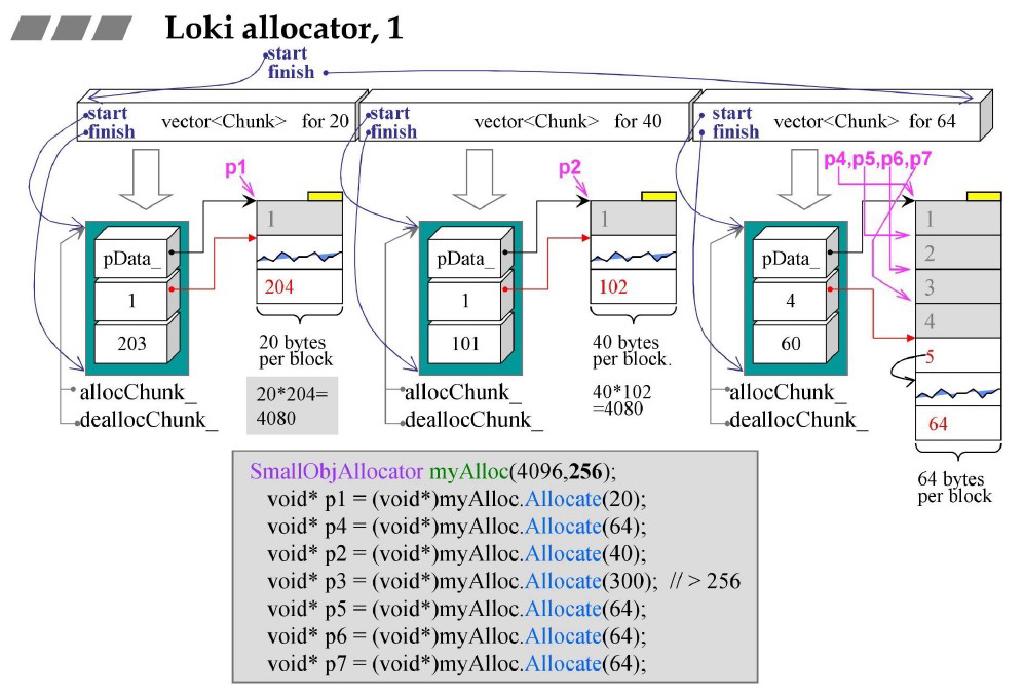 Loki allocator, 1
start
finish
start
finish
vector<Chunk> for 20
start
finish
vector<Chunk> for 40
start
finish
vector<Chunk> for 64
p1
p2
p4,p5,p6,p7
pData_
1
203
1
204
20 bytes
per block
20*204=
4080
allocChunk_
deallocChunk_
pData_
1
101
1
102
40 bytes
per block.
40*102
=4080
allocChunk_
deallocChunk_
pData_
4
60
1
2
3
4
5
64
64 bytes
per block
allocChunk_
deallocChunk_
SmallObjAllocator myAlloc(4096,256);
void* p1 = (void*)myAlloc.Allocate(20);
void* p4 = (void*)myAlloc.Allocate(64);
void* p2 = (void*)myAlloc.Allocate(40);
void* p3 = (void*)myAlloc.Allocate(300); // > 256
void* p5 = (void*)myAlloc.Allocate(64);
void* p6 = (void*)myAlloc.Allocate(64);
void* p7 = (void*)myAlloc.Allocate(64);